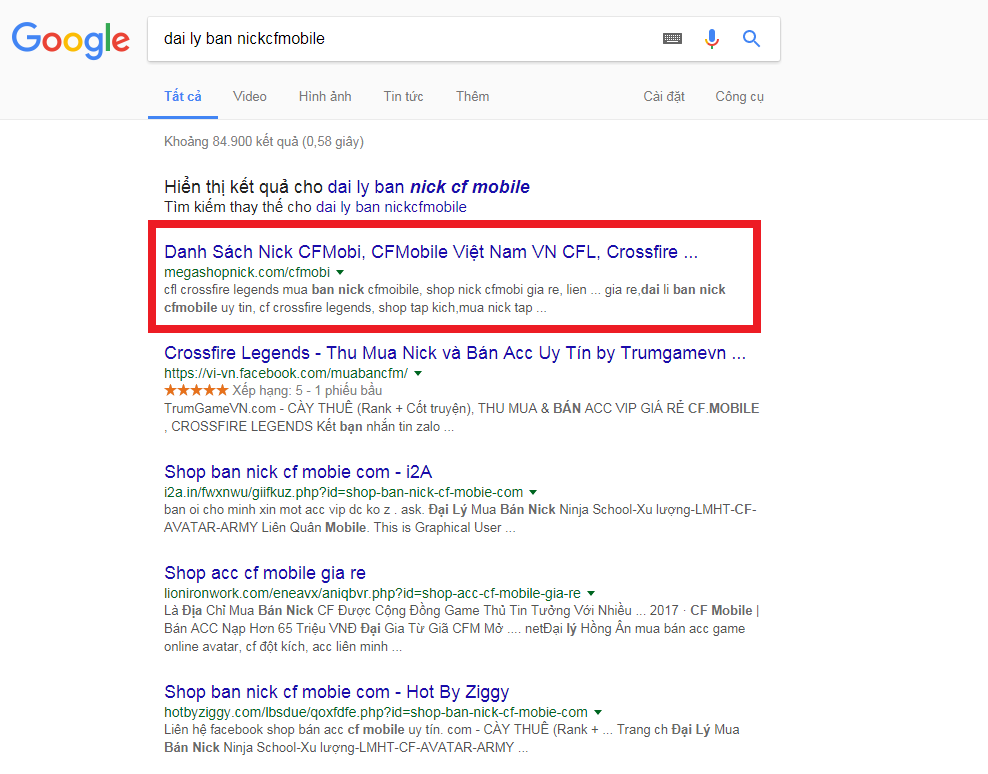 Google
dai ly ban nickcfmobile
Tất cả Video Hình ảnh Tin tức Thêm Cài đặt Công cụ
Khoảng 84.900 kết quả (0,58 giây)
Hiển thị kết quả cho dai ly ban nick cf mobile
Tìm kiếm thay thế cho dai ly ban nickcfmobile
Danh Sách Nick CFMobi, CFMobile Việt Nam VN CFL, Crossfire ...
megashopnick.com/cfmobi
cfl crossfire legends mua ban nick cfmoibile, shop nick cfmobi gia re, lien ... gia re,dai li ban nick
cfmobile uy tin, cf crossfire legends, shop tap kich,mua nick tap ...
Crossfire Legends - Thu Mua Nick và Bán Acc Uy Tín by Trumgamevn ...
https://vi-vn.facebook.com/muabancfm/
★★★★★ Xếp hạng: 5 - 1 phiếu bầu
TrumGameVN.com - CÀY THUÊ (Rank + Cốt truyện), THU MUA & BÁN ACC VIP GIÁ RẺ CF.MOBILE
, CROSSFIRE LEGENDS Kết bạn nhắn tin zalo ...
Shop ban nick cf mobie com - i2A
i2a.in/fwxnwu/giifkuz.php?id=shop-ban-nick-cf-mobie-com
ban oi cho minh xin mot acc vip dc ko z . ask. Đại Lý Mua Bán Nick Ninja School-Xu lượng-LMHT-CF-
AVATAR-ARMY Liên Quân Mobile. This is Graphical User ...
Shop acc cf mobile gia re
lionironwork.com/eneavx/aniqbvr.php?id=shop-acc-cf-mobile-gia-re
Là Địa Chỉ Mua Bán Nick CF Được Cộng Đồng Game Thủ Tin Tưởng Với Nhiều ... 2017 · CF Mobile |
Bán ACC Nạp Hơn 65 Triệu VNĐ Đại Gia Từ Giã CFM Mở .... netĐại lý Hồng Ân mua bán acc game
online avatar, cf đột kích, acc liên minh ...
Shop ban nick cf mobie com - Hot By Ziggy
hotbyziggy.com/lbsdue/qoxfdfe.php?id=shop-ban-nick-cf-mobie-com
Liên hệ facebook shop bán acc cf mobile uy tín. com - CÀY THUÊ (Rank + ... Trang ch Đại Lý Mua
Bán Nick Ninja School-Xu lượng-LMHT-CF-AVATAR-ARMY ...